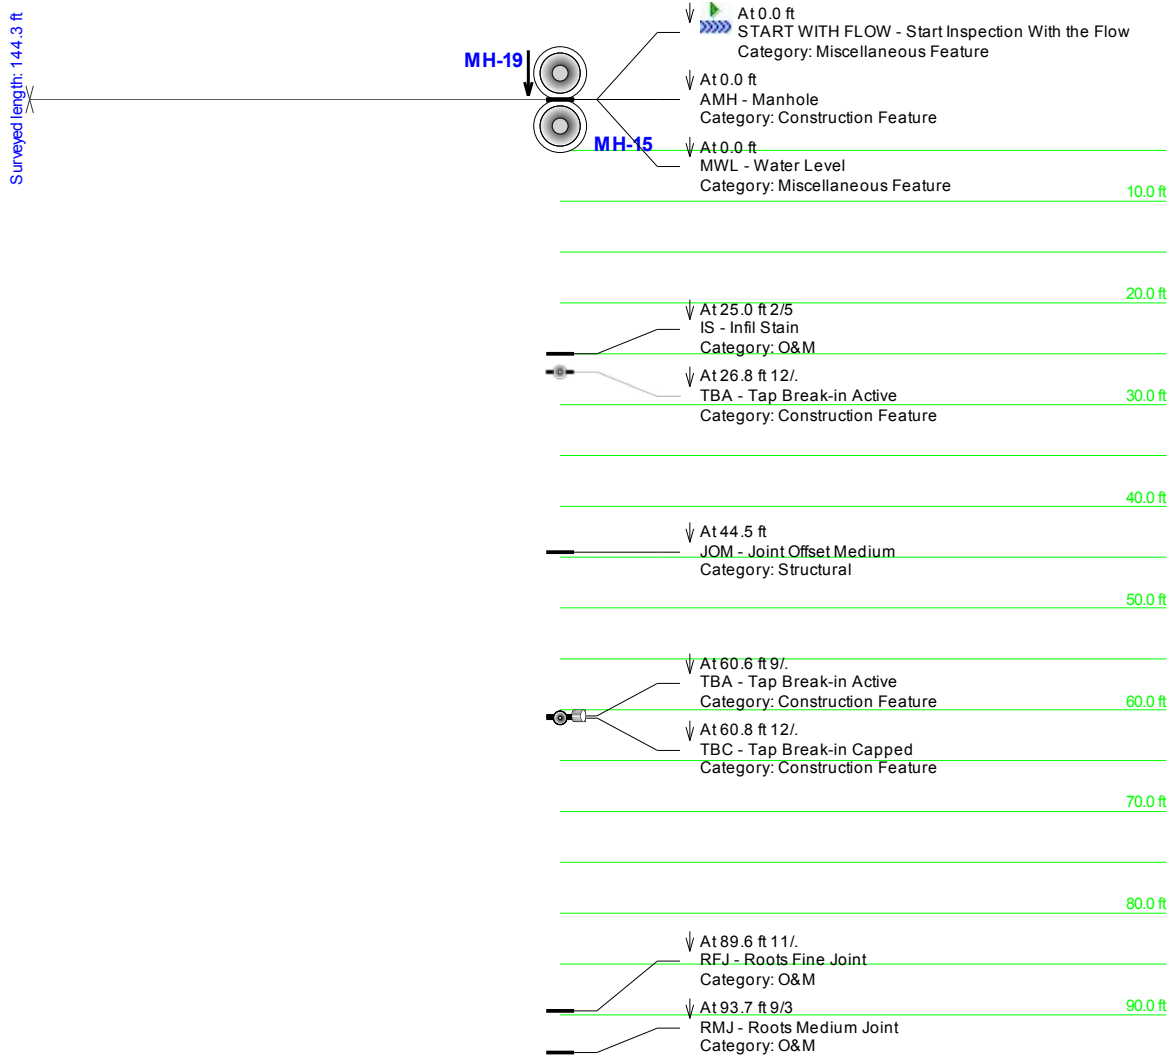 Surveyed length: 144.3 ft
MH-19
MH-15
At 0.0 ft
START WITH FLOW - Start Inspection With the Flow
Category: Miscellaneous Feature
At 0.0 ft
AMH - Manhole
Category: Construction Feature
At 0.0 ft
MWL - Water Level
Category: Miscellaneous Feature
10.0 ft
20.0 ft
At 25.0 ft 2/5
IS - Infil Stain
Category: O&M
At 26.8 ft 12/.
TBA - Tap Break-in Active
30.0 ft
Category: Construction Feature
40.0 ft
At 44.5 ft
JOM - Joint Offset Medium
Category: Structural
50.0 ft
At 60.6 ft 9/.
TBA - Tap Break-in Active
Category: Construction Feature
60.0 ft
At 60.8 ft 12/.
TBC - Tap Break-in Capped
Category: Construction Feature
70.0 ft
80.0 ft
At 89.6 ft 11/.
RFJ - Roots Fine Joint
Category: O&M
At 93.7 ft 9/3
90.0 ft
RMJ - Roots Medium Joint
Category: O&M